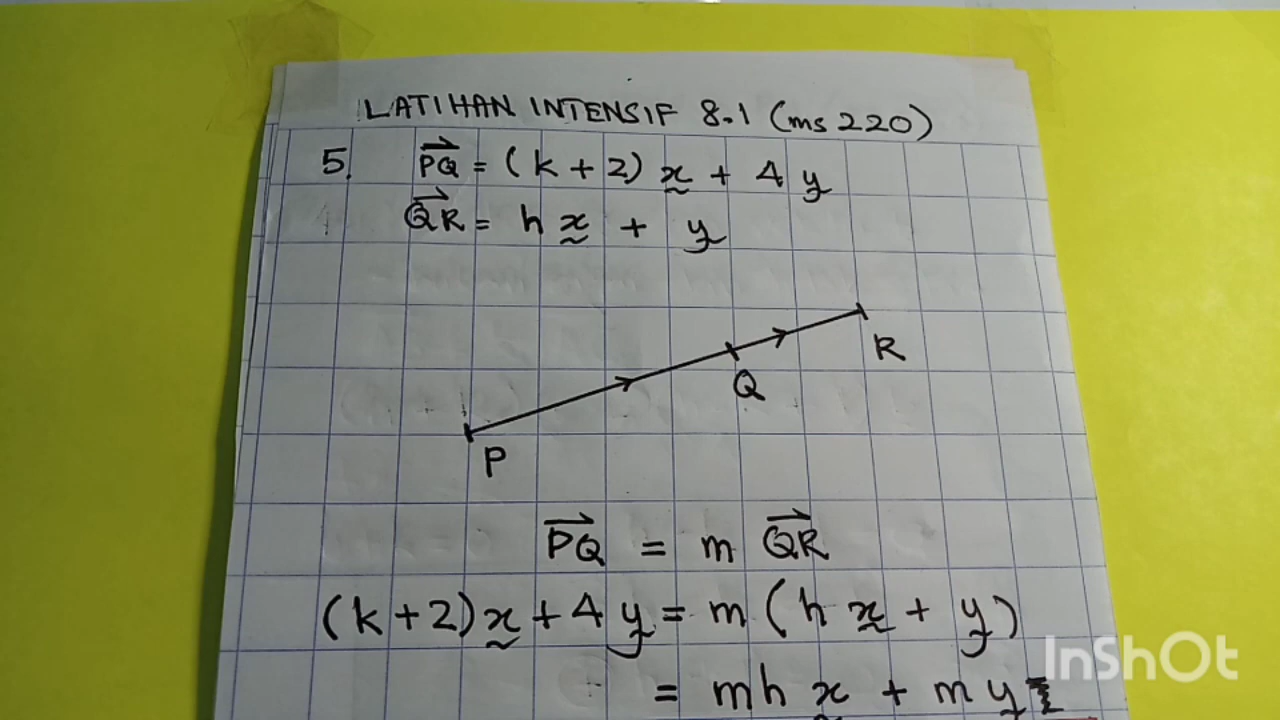 LATIHAN INTENSIF 8.1 (ms 220)
5. PQ = (k + 2) x + 4 y
QR = h x + y
R
Q
P
PQ = m QR
(k + 2) x + 4 y = m (h x + y)
= mh x + m y
InShOt